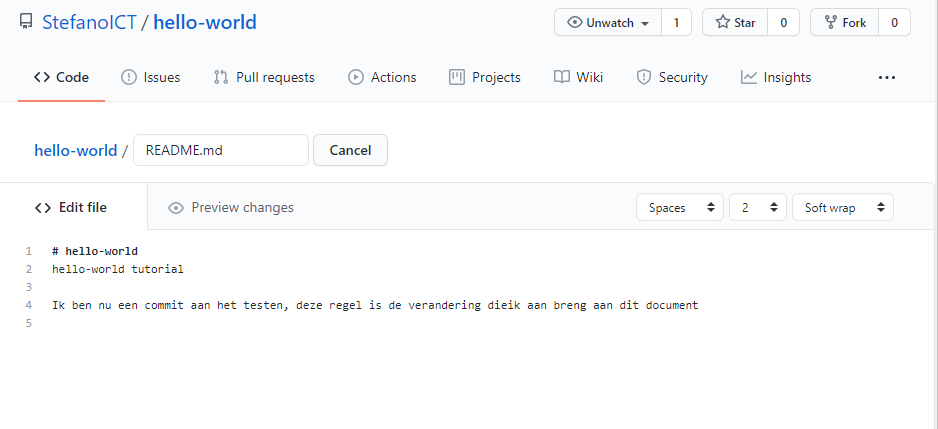 StefanoICT / hello-world
Unwatch 1 Star 0 Fork 0
Code Issues Pull requests Actions Projects Wiki Security Insights ...
hello-world / README.md Cancel
Edit file Preview changes Spaces 2 Soft wrap
1 # hello-world
2 hello-world tutorial
3
4 Ik ben nu een commit aan het testen, deze regel is de verandering dieik aan breng aan dit document
5